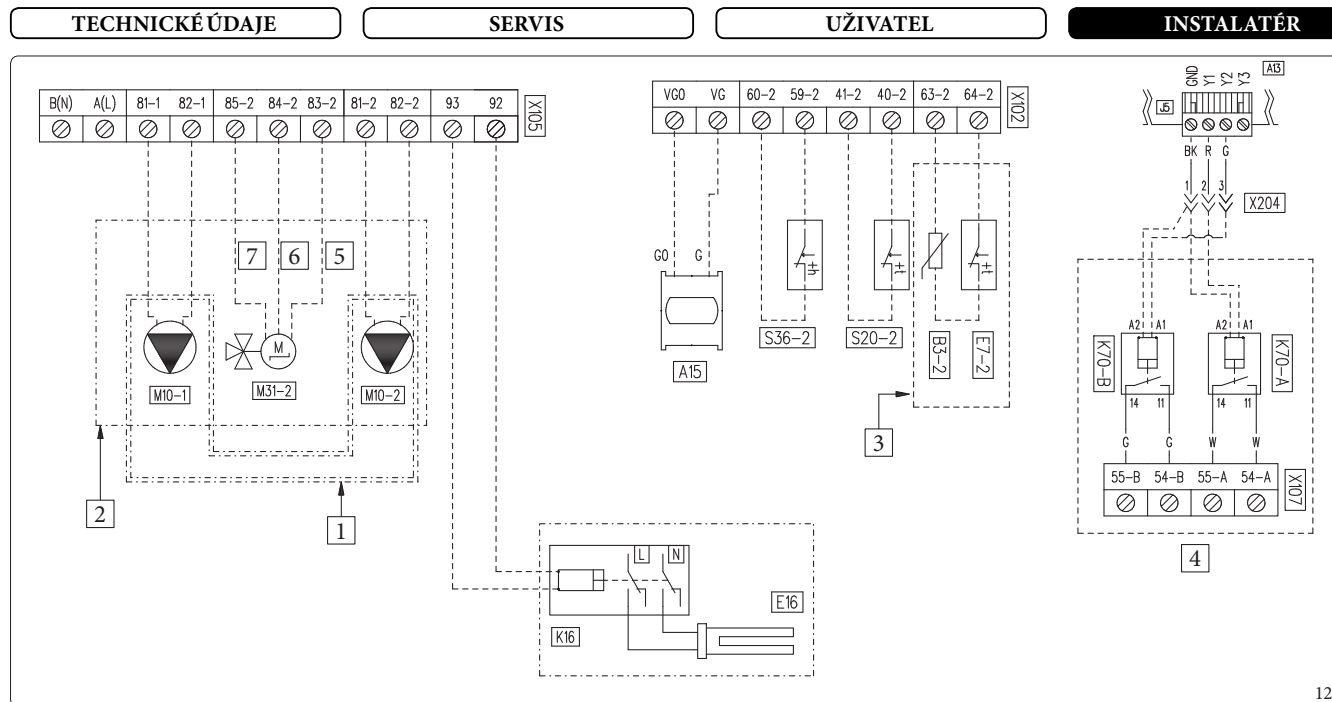 TECHNICKÉ ÚDAJE SERVIS UŽIVATEL INSTALATÉR
B(N) A(L) 81-1 82-1 85-2 84-2 83-2 81-2 82-2 93 92
X105
7 6 5
M
M10-1 M31-2 M10-2
2
1
L N
K16
E16
VG0 VG 60-2 59-2 41-2 40-2 63-2 64-2
X102
G0 G
A15
+h
S36-2
+t
S20-2
+t
B3-2
E7-2
3
GND Y1 Y2 Y3
A13
J5
BK R G
1 2 3
X204
A2 A1 A2 A1
K70-B
K70-A
14 11 14 11
G G W W
55-B 54-B 55-A 54-A
X107
4
12